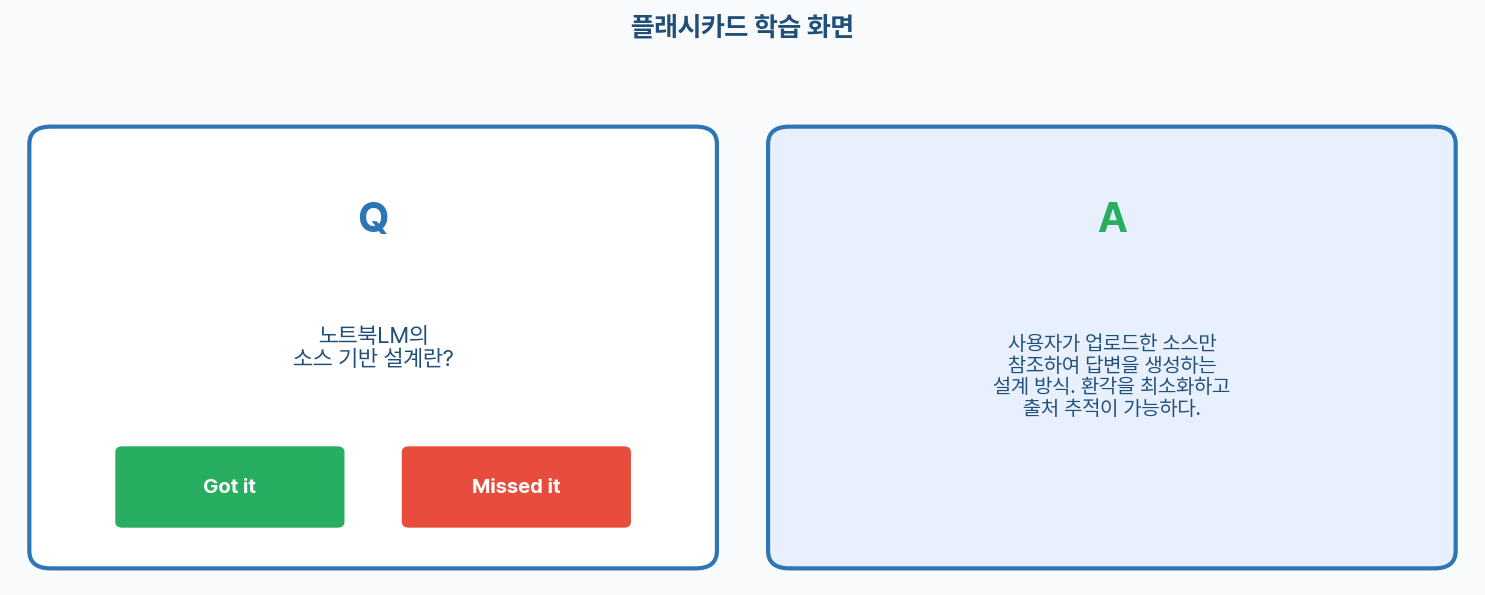 플래시카드 학습 화면
Q
노트북LM의
소스 기반 설계란?
Got it
Missed it
A
사용자가 업로드한 소스만
참조하여 답변을 생성하는
설계 방식. 환각을 최소화하고
출처 추적이 가능하다.